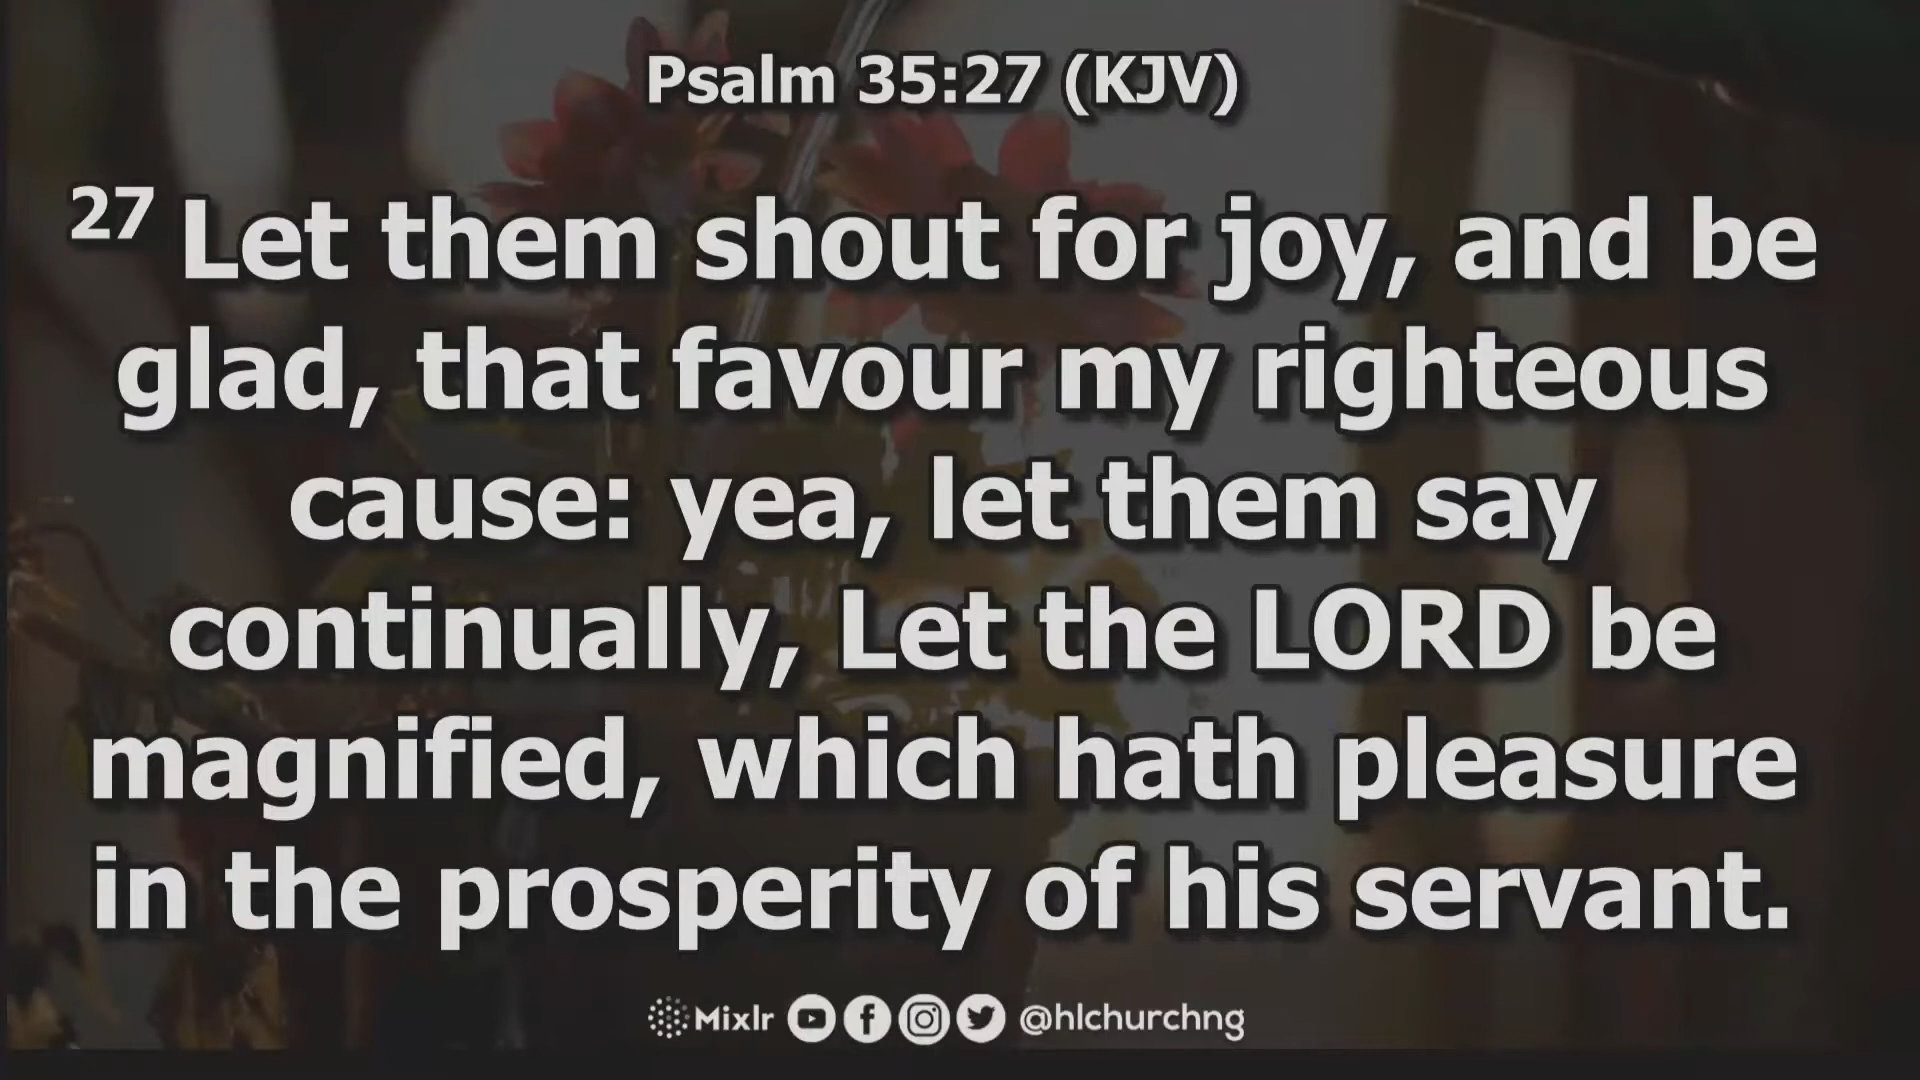 Psalm 35:27 (KJV)
27 Let them shout for joy, and be
glad, that favour my righteous
cause: yea, let them say
continually, Let the LORD be
magnified, which hath pleasure
in the prosperity of his servant.
Mixlr @hlchurchng